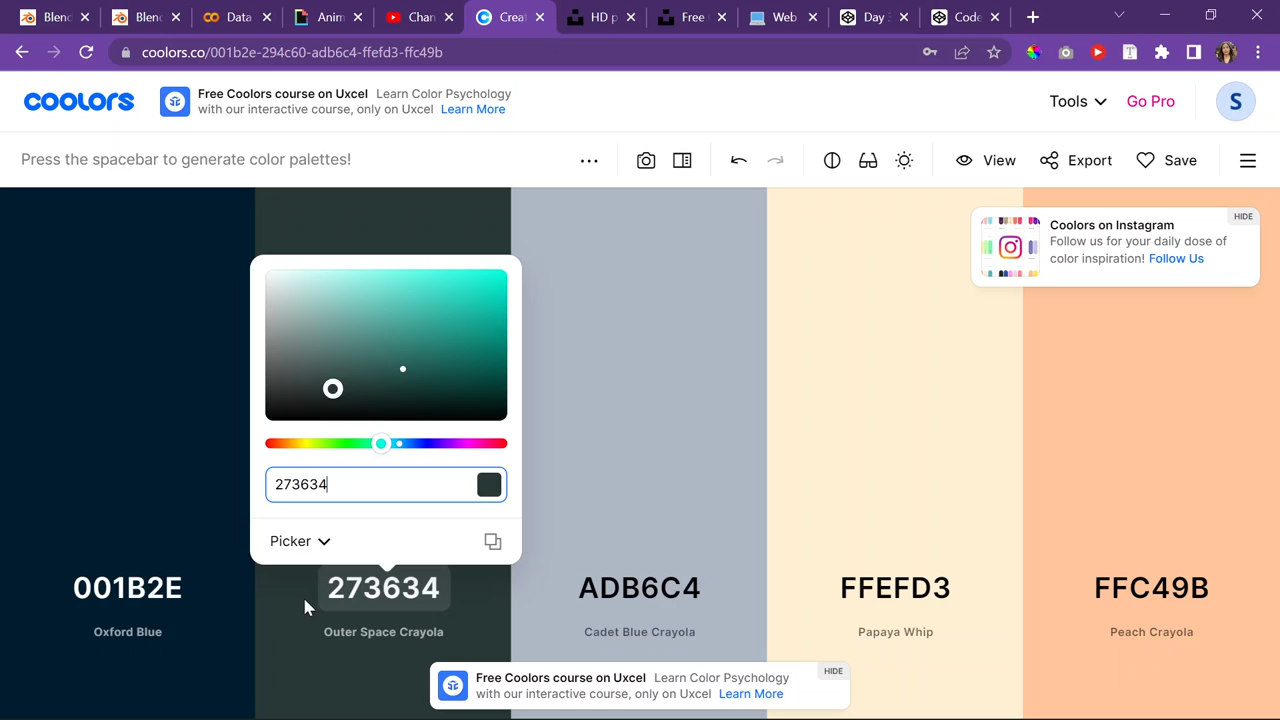 Blend
Blend
Data
Anim
Chan
Creat
HD p
Free
Web
Day
Code
coolors.co/001b2e-294c60-adb6c4-ffefd3-ffc49b
coolors
Free Coolors course on Uxcel Learn Color Psychology
with our interactive course, only on Uxcel Learn More
Tools
Go Pro
S
Press the spacebar to generate color palettes!
View
Export
Save
HIDE
Coolors on Instagram
Follow us for your daily dose of
color inspiration! Follow Us
273634
Picker
001B2E
273634
ADB6C4
FFEFD3
FFC49B
Oxford Blue
Outer Space Crayola
Cadet Blue Crayola
Papaya Whip
Peach Crayola
Free Coolors course on Uxcel Learn Color Psychology
with our interactive course, only on Uxcel Learn More
HIDE